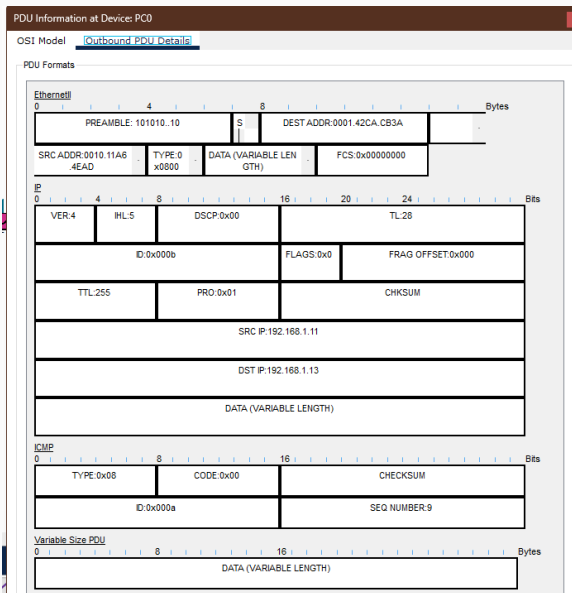 PDU Information at Device: PC0
OSI Model Outbound PDU Details
PDU Formats
EthernetII
0 4 8 Bytes
PREAMBLE: 101010..10 S DEST ADDR:0001.42CA.CB3A
SRC ADDR:0010.11A6 TYPE:0 DATA (VARIABLE LEN FCS:0x00000000
.4EAD x0800 GTH)
IP
0 4 8 16 20 24 Bits
VER:4 IHL:5 DSCP:0x00 TL:28
ID:0x000b FLAGS:0x0 FRAG OFFSET:0x000
TTL:255 PRO:0x01 CHKSUM
SRC IP:192.168.1.11
DST IP:192.168.1.13
DATA (VARIABLE LENGTH)
ICMP
0 8 16 Bits
TYPE:0x08 CODE:0x00 CHECKSUM
ID:0x000a SEQ NUMBER:9
Variable Size PDU
0 8 16 Bytes
DATA (VARIABLE LENGTH)